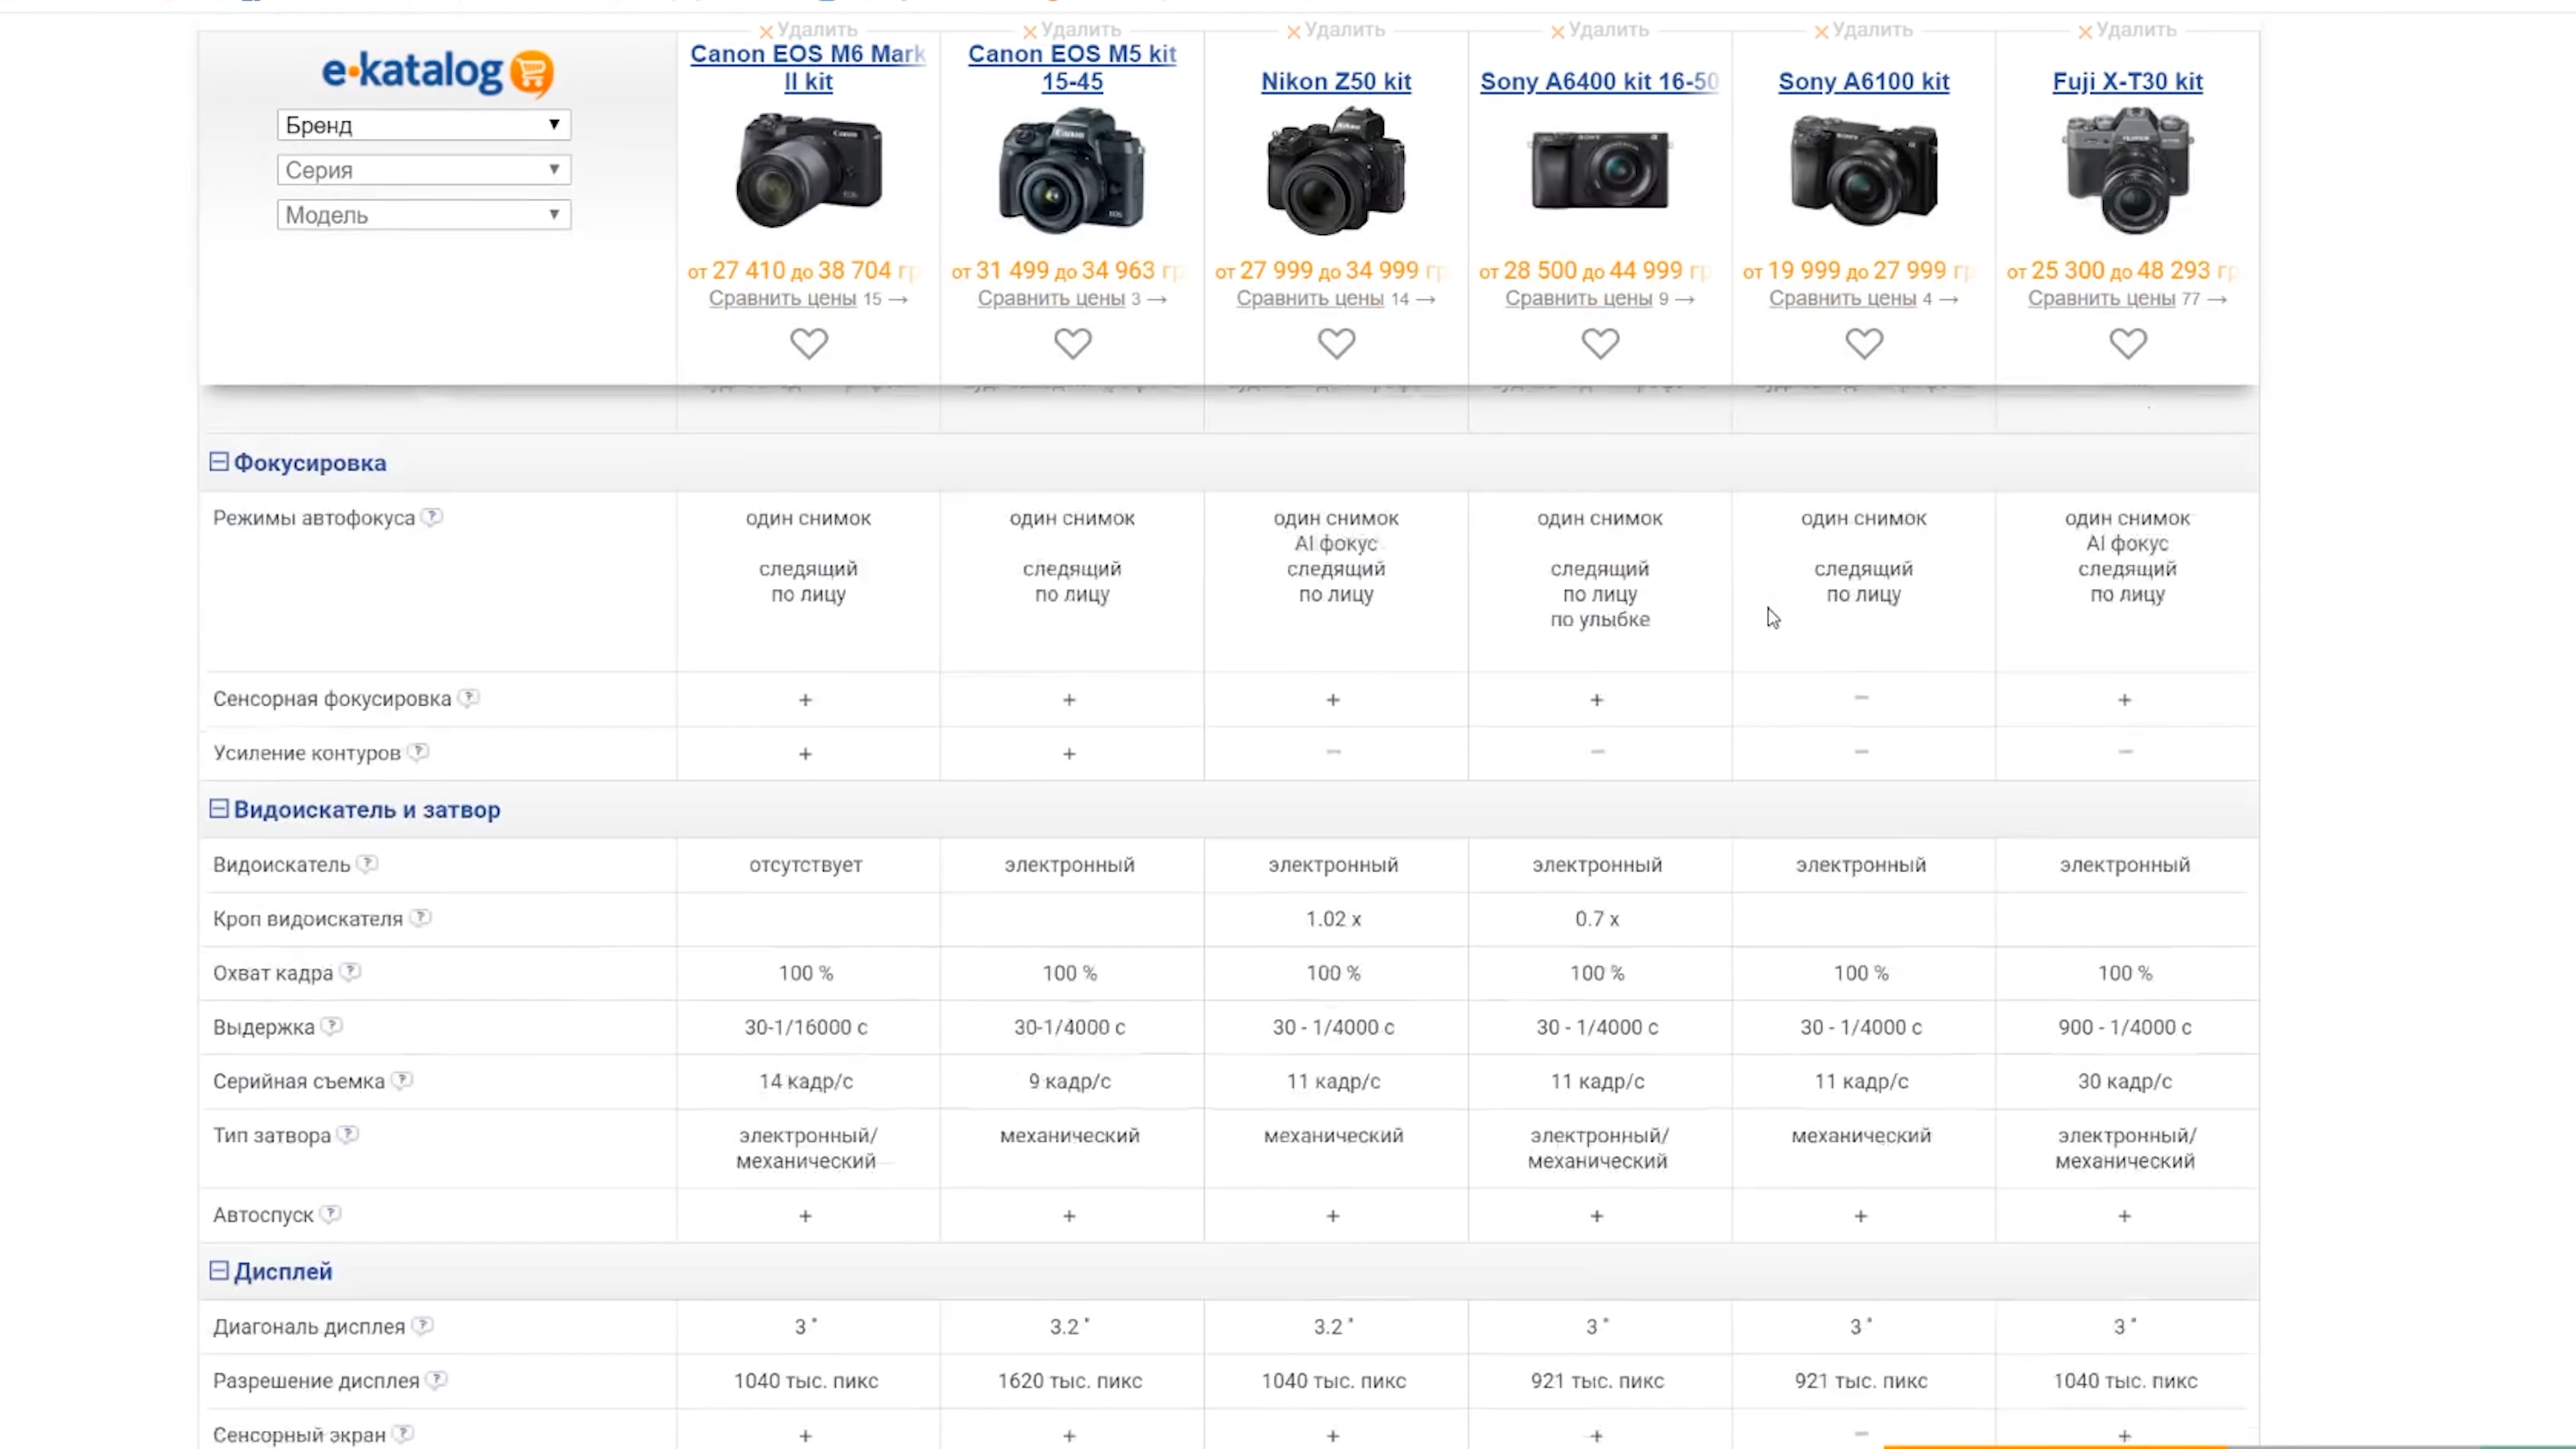 Удалить Удалить Удалить Удалить Удалить Удалить
e-katalog
Бренд
Серия
Модель
Canon EOS M6 Mark
II kit
Canon EOS M5 kit
15-45
Nikon Z50 kit
Sony A6400 kit 16-50
Sony A6100 kit
Fuji X-T30 kit
от 27 410 до 38 704 гр
от 31 499 до 34 963 гр
от 27 999 до 34 999 гр
от 28 500 до 44 999 гр
от 19 999 до 27 999 гр
от 25 300 до 48 293 гр
Сравнить цены 15 →
Сравнить цены 3 →
Сравнить цены 14 →
Сравнить цены 9 →
Сравнить цены 4 →
Сравнить цены 77 →
Фокусировка
Режимы автофокуса ?
один снимок один снимок один снимок один снимок один снимок один снимок
AI фокус AI фокус
следящий следящий следящий следящий следящий следящий
по лицу по лицу по лицу по лицу по лицу по лицу
по улыбке
Сенсорная фокусировка ? + + + + − +
Усиление контуров ? + + − − − −
Видоискатель и затвор
Видоискатель ? отсутствует электронный электронный электронный электронный электронный
Кроп видоискателя ? 1.02 x 0.7 x
Охват кадра ? 100 % 100 % 100 % 100 % 100 % 100 %
Выдержка ? 30-1/16000 с 30-1/4000 с 30 - 1/4000 с 30 - 1/4000 с 30 - 1/4000 с 900 - 1/4000 с
Серийная съемка ? 14 кадр/с 9 кадр/с 11 кадр/с 11 кадр/с 11 кадр/с 30 кадр/с
Тип затвора ? электронный/ механический механический электронный/ механический электронный/
механический механический механический
Автоспуск ? + + + + + +
Дисплей
Диагональ дисплея ? 3 " 3.2 " 3.2 " 3 " 3 " 3 "
Разрешение дисплея ? 1040 тыс. пикс 1620 тыс. пикс 1040 тыс. пикс 921 тыс. пикс 921 тыс. пикс 1040 тыс. пикс
Сенсорный экран ? + + + + − +